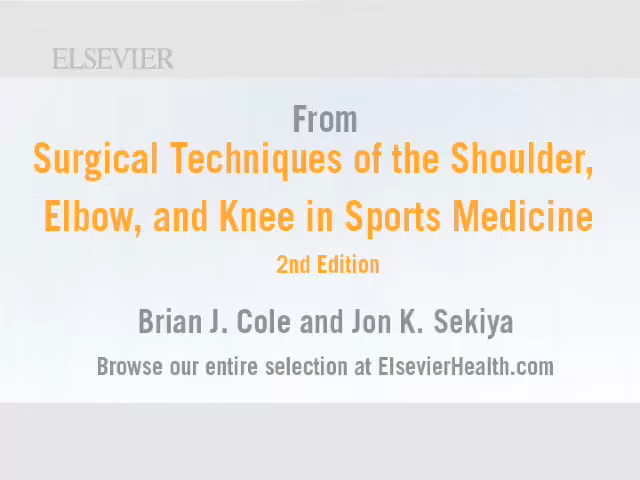 ELSEVIER
From
Surgical Techniques of the Shoulder,
Elbow, and Knee in Sports Medicine
2nd Edition
Brian J. Cole and Jon K. Sekiya
Browse our entire selection at ElsevierHealth.com